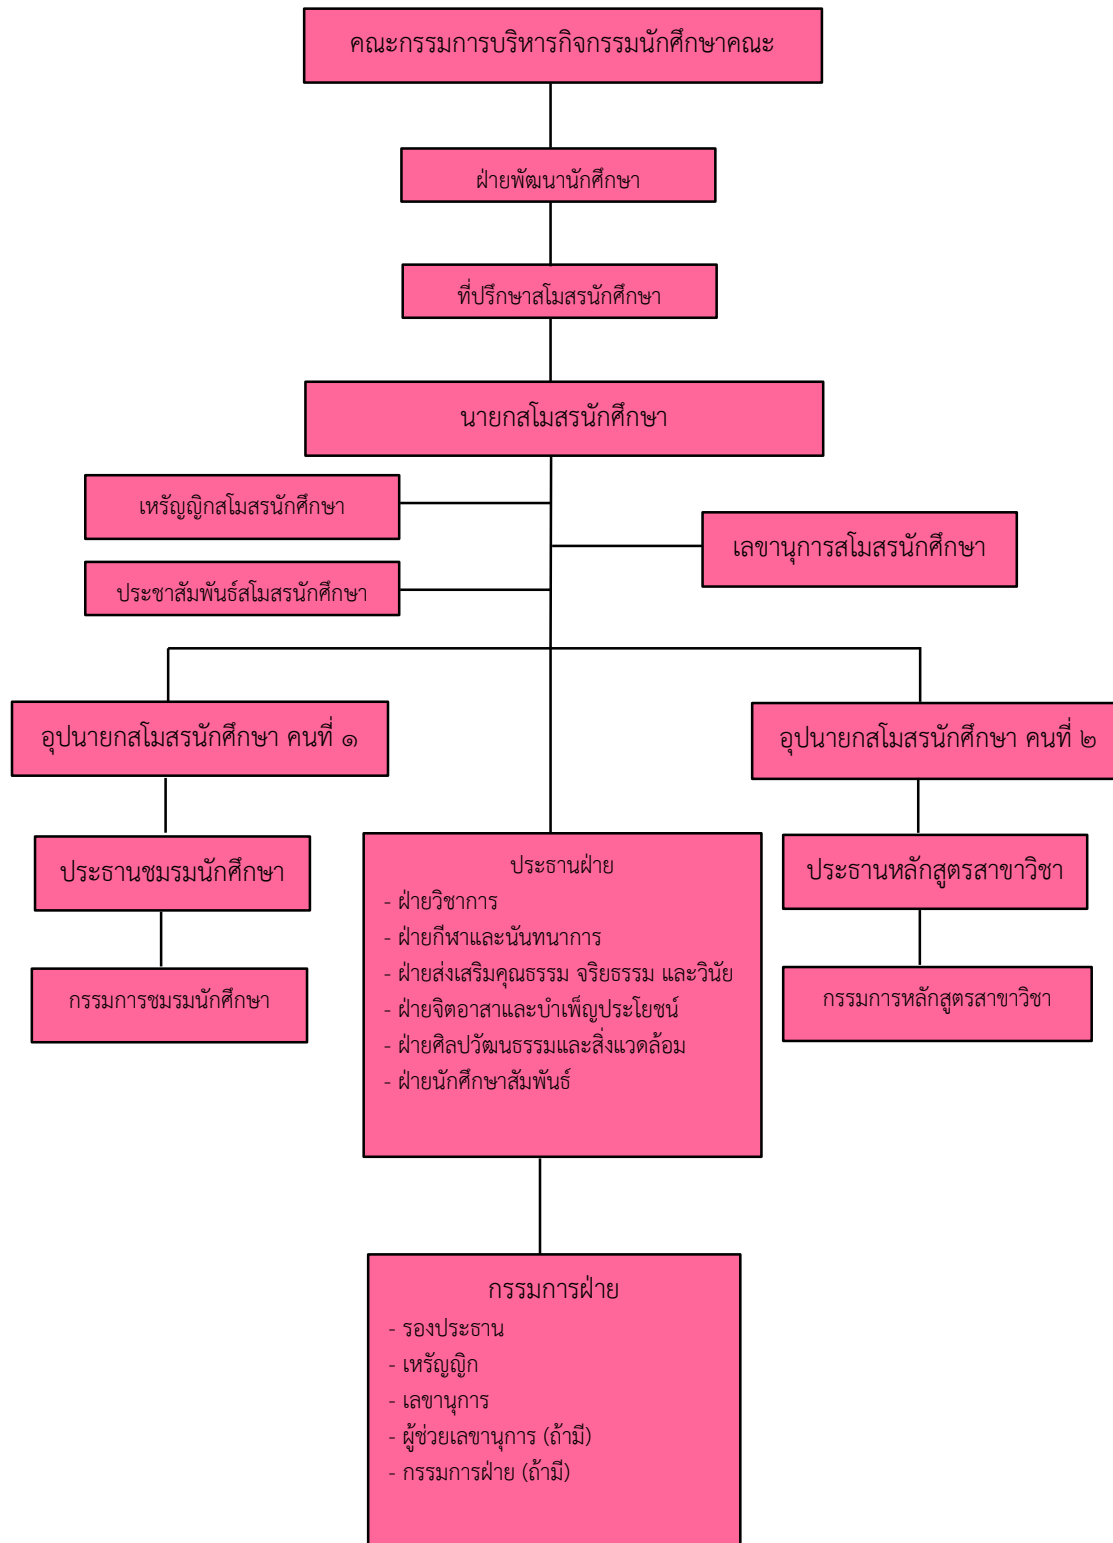 คณะกรรมการบริหารกิจกรรมนักศึกษาคณะ
ฝ่ายพัฒนานักศึกษา
ที่ปรึกษาสโมสรนักศึกษา
นายกสโมสรนักศึกษา
เหรัญญิกสโมสรนักศึกษา
เลขานุการสโมสรนักศึกษา
ประชาสัมพันธ์สโมสรนักศึกษา
อุปนายกสโมสรนักศึกษา คนที่ ๑
อุปนายกสโมสรนักศึกษา คนที่ ๒
ประธานชมรมนักศึกษา
ประธานหลักสูตรสาขาวิชา
กรรมการชมรมนักศึกษา
กรรมการหลักสูตรสาขาวิชา
ประธานฝ่าย
- ฝ่ายวิชาการ
- ฝ่ายกีฬาและนันทนาการ
- ฝ่ายส่งเสริมคุณธรรม จริยธรรม และวินัย
- ฝ่ายจิตอาสาและบำเพ็ญประโยชน์
- ฝ่ายศิลปวัฒนธรรมและสิ่งแวดล้อม
- ฝ่ายนักศึกษาสัมพันธ์
กรรมการฝ่าย
- รองประธาน
- เหรัญญิก
- เลขานุการ
- ผู้ช่วยเลขานุการ (ถ้ามี)
- กรรมการฝ่าย (ถ้ามี)